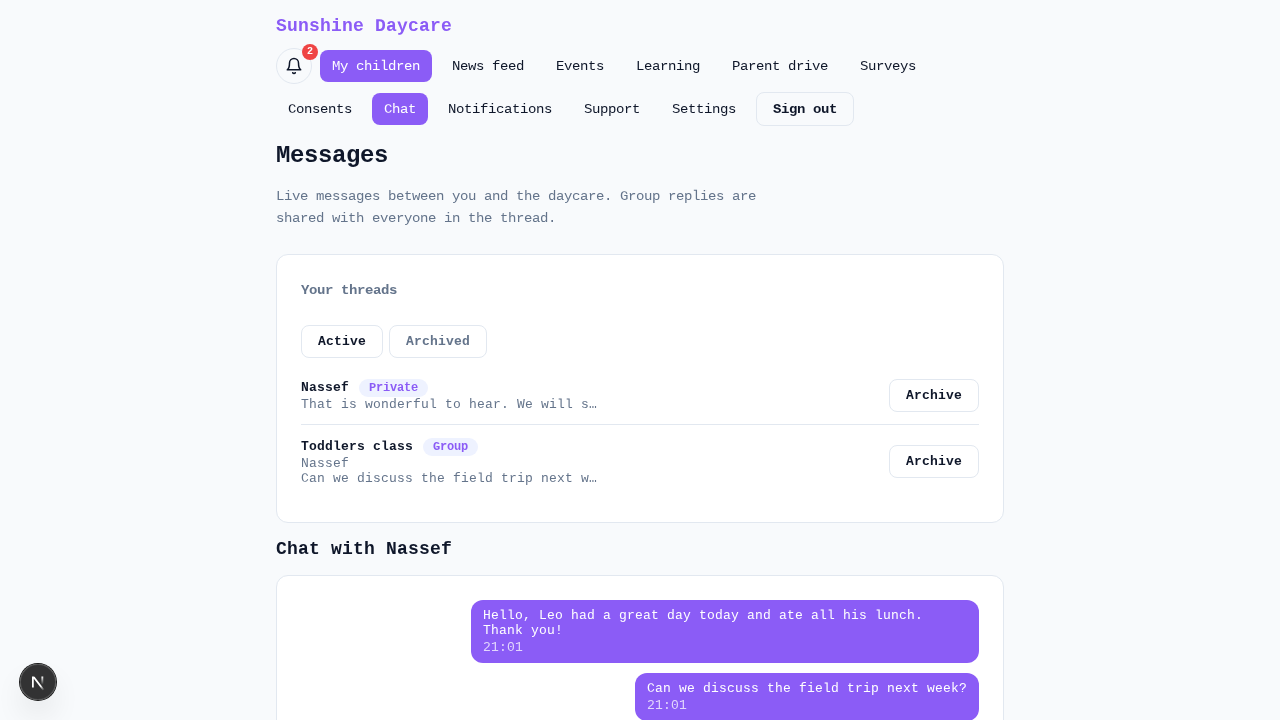 Sunshine Daycare
2
My children News feed Events Learning Parent drive Surveys
Consents Chat Notifications Support Settings Sign out
Messages
Live messages between you and the daycare. Group replies are
shared with everyone in the thread.
Your threads
Active Archived
Nassef Private
That is wonderful to hear. We will s…
Archive
Toddlers class Group
Nassef
Can we discuss the field trip next w…
Archive
Chat with Nassef
Hello, Leo had a great day today and ate all his lunch.
Thank you!
21:01
Can we discuss the field trip next week?
21:01